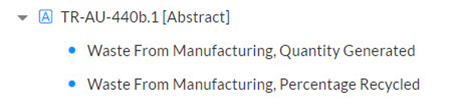 A TR-AU-440b.1 [Abstract]
Waste From Manufacturing, Quantity Generated
Waste From Manufacturing, Percentage Recycled